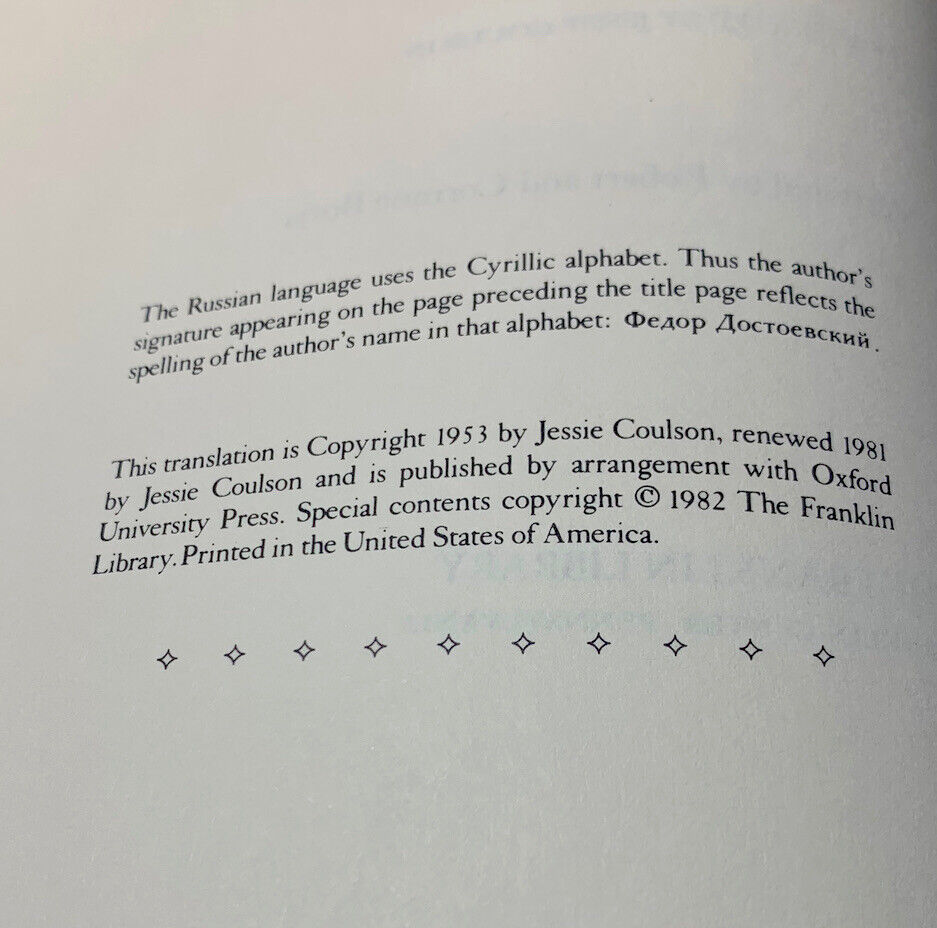 The Russian language uses the Cyrillic alphabet. Thus the author's
signature appearing on the page preceding the title page reflects the
spelling of the author's name in that alphabet: Федор Достоевский.
This translation is Copyright 1953 by Jessie Coulson, renewed 1981
by Jessie Coulson and is published by arrangement with Oxford
University Press. Special contents copyright © 1982 The Franklin
Library. Printed in the United States of America.